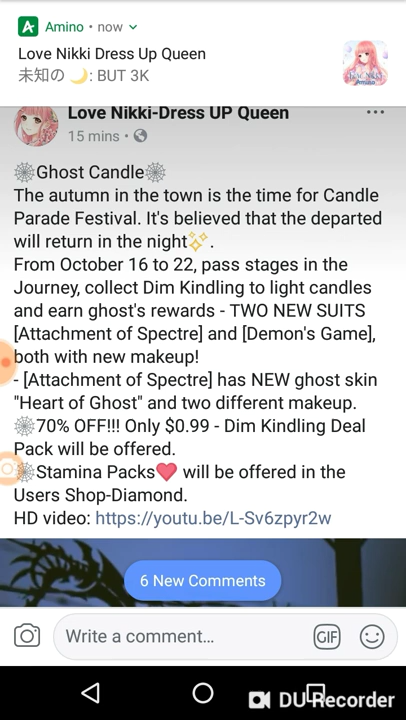 Amino • now
Love Nikki Dress Up Queen
未知の 🌙: BUT 3K
Love Nikki-Dress UP Queen
15 mins •
🕸Ghost Candle🕸
The autumn in the town is the time for Candle
Parade Festival. It's believed that the departed
will return in the night✨.
From October 16 to 22, pass stages in the
Journey, collect Dim Kindling to light candles
and earn ghost's rewards - TWO NEW SUITS
[Attachment of Spectre] and [Demon's Game],
both with new makeup!
- [Attachment of Spectre] has NEW ghost skin
"Heart of Ghost" and two different makeup.
🕸70% OFF!!! Only $0.99 - Dim Kindling Deal
Pack will be offered.
🕸Stamina Packs❤️ will be offered in the
Users Shop-Diamond.
HD video: https://youtu.be/L-Sv6zpyr2w
6 New Comments
Write a comment...
GIF
DU Recorder